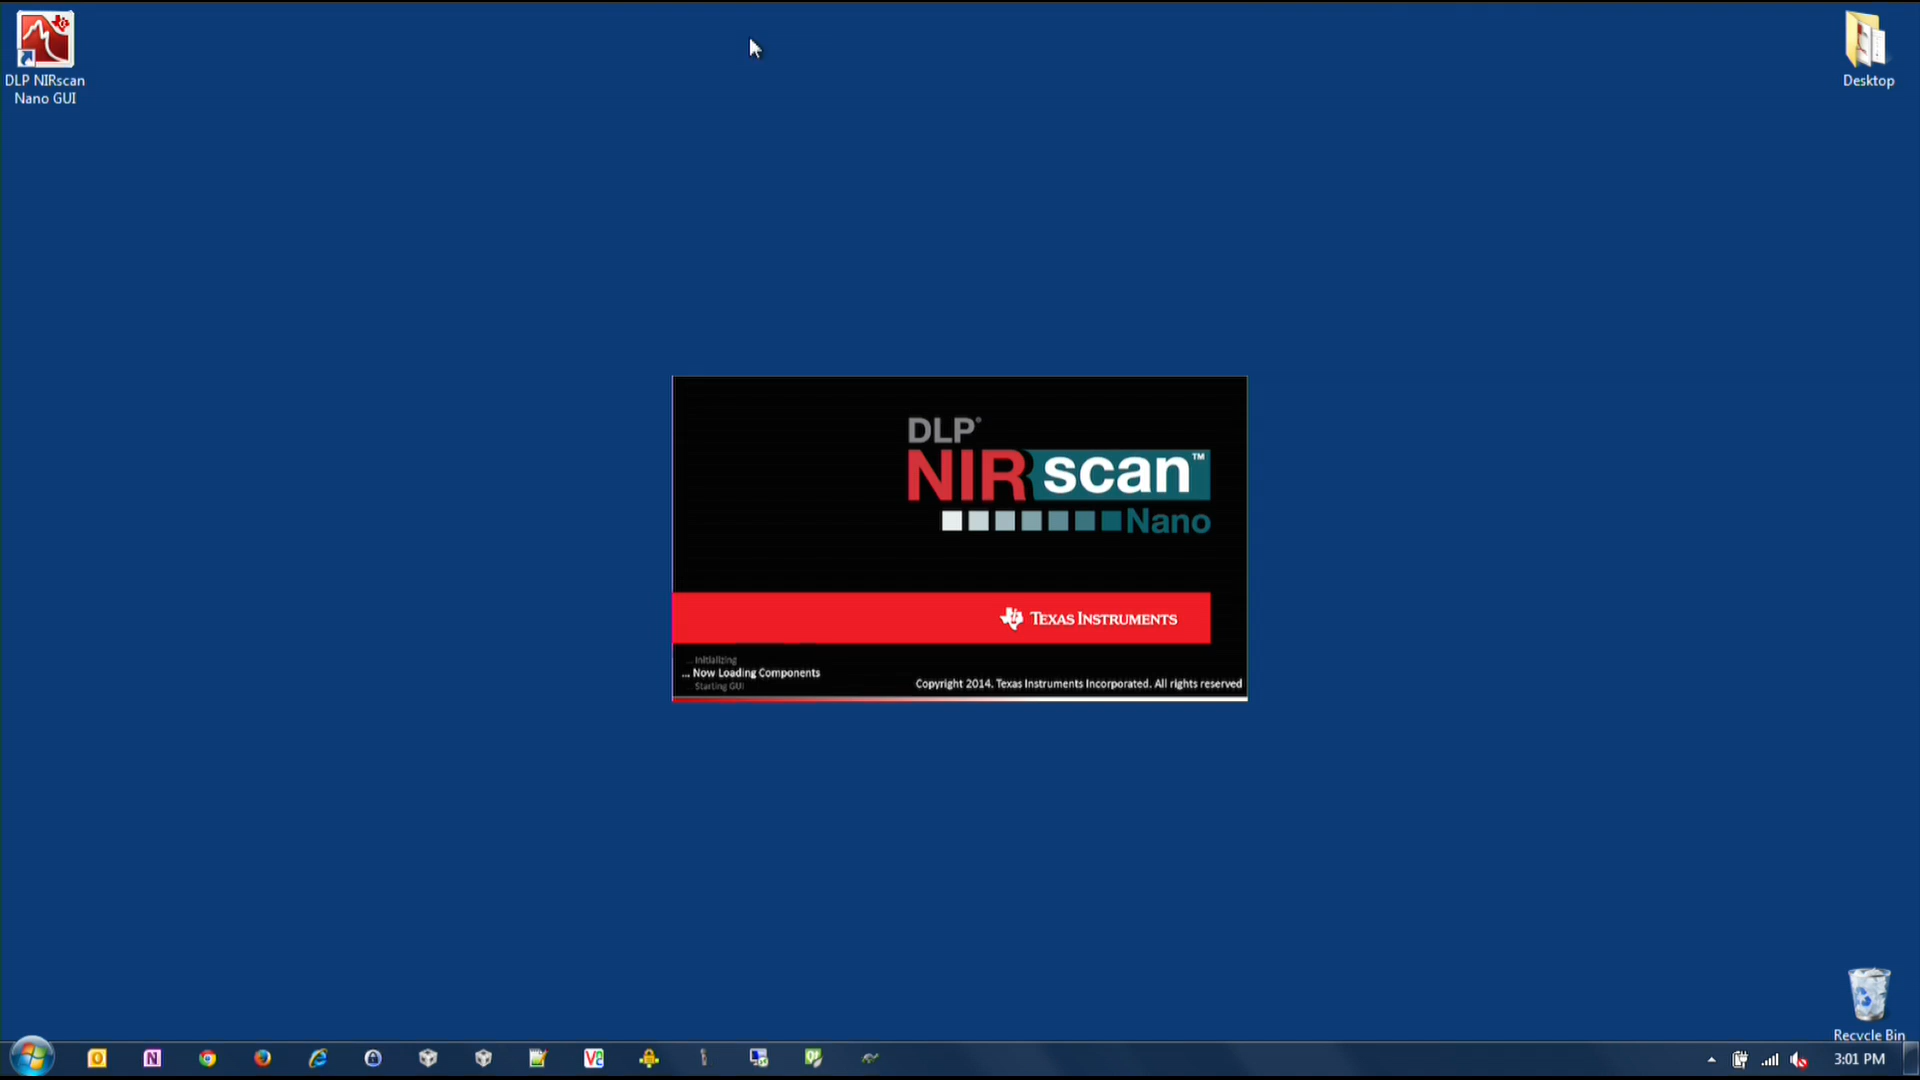 DLP NIRscan
Nano GUI
Desktop
DLP®
NIRscan™
Nano
TEXAS INSTRUMENTS
... Initializing
... Now Loading Components
Starting GUI
Copyright 2014. Texas Instruments Incorporated. All rights reserved
Recycle Bin
3:01 PM